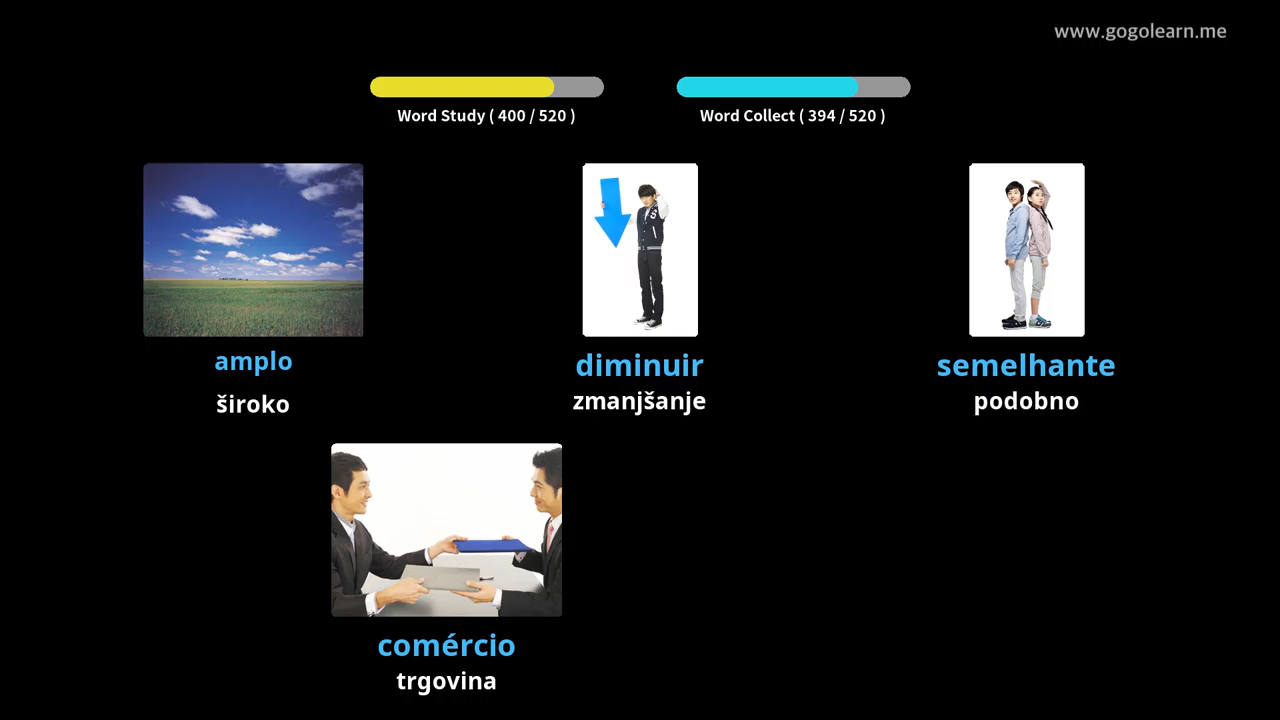 www.gogolearn.me
Word Study ( 400 / 520 )
Word Collect ( 394 / 520 )
amplo
široko
diminuir
zmanjšanje
semelhante
podobno
comércio
trgovina